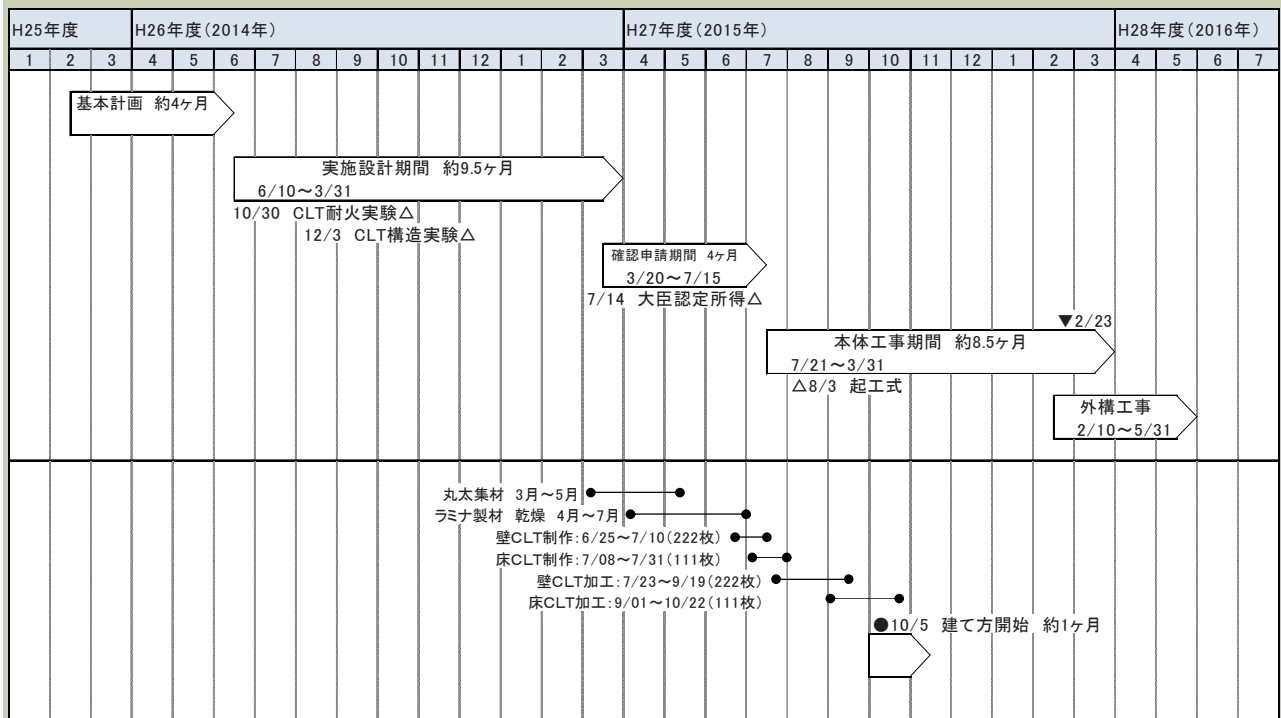 H25年度 H26年度(2014年) H27年度(2015年) H28年度(2016年)
1 2 3 4 5 6 7 8 9 10 11 12 1 2 3 4 5 6 7 8 9 10 11 12 1 2 3 4 5 6 7
基本計画 約4ヶ月
実施設計期間 約9.5ヶ月
6/10～3/31
10/30 CLT耐火実験△
12/3 CLT構造実験△
確認申請期間 4ヶ月
3/20～7/15
7/14 大臣認定所得△
▼2/23
本体工事期間 約8.5ヶ月
7/21～3/31
△8/3 起工式
外構工事
2/10～5/31
丸太集材 3月～5月
ラミナ製材 乾燥 4月～7月
壁CLT制作:6/25～7/10(222枚)
床CLT制作:7/08～7/31(111枚)
壁CLT加工:7/23～9/19(222枚)
床CLT加工:9/01～10/22(111枚)
●10/5 建て方開始 約1ヶ月